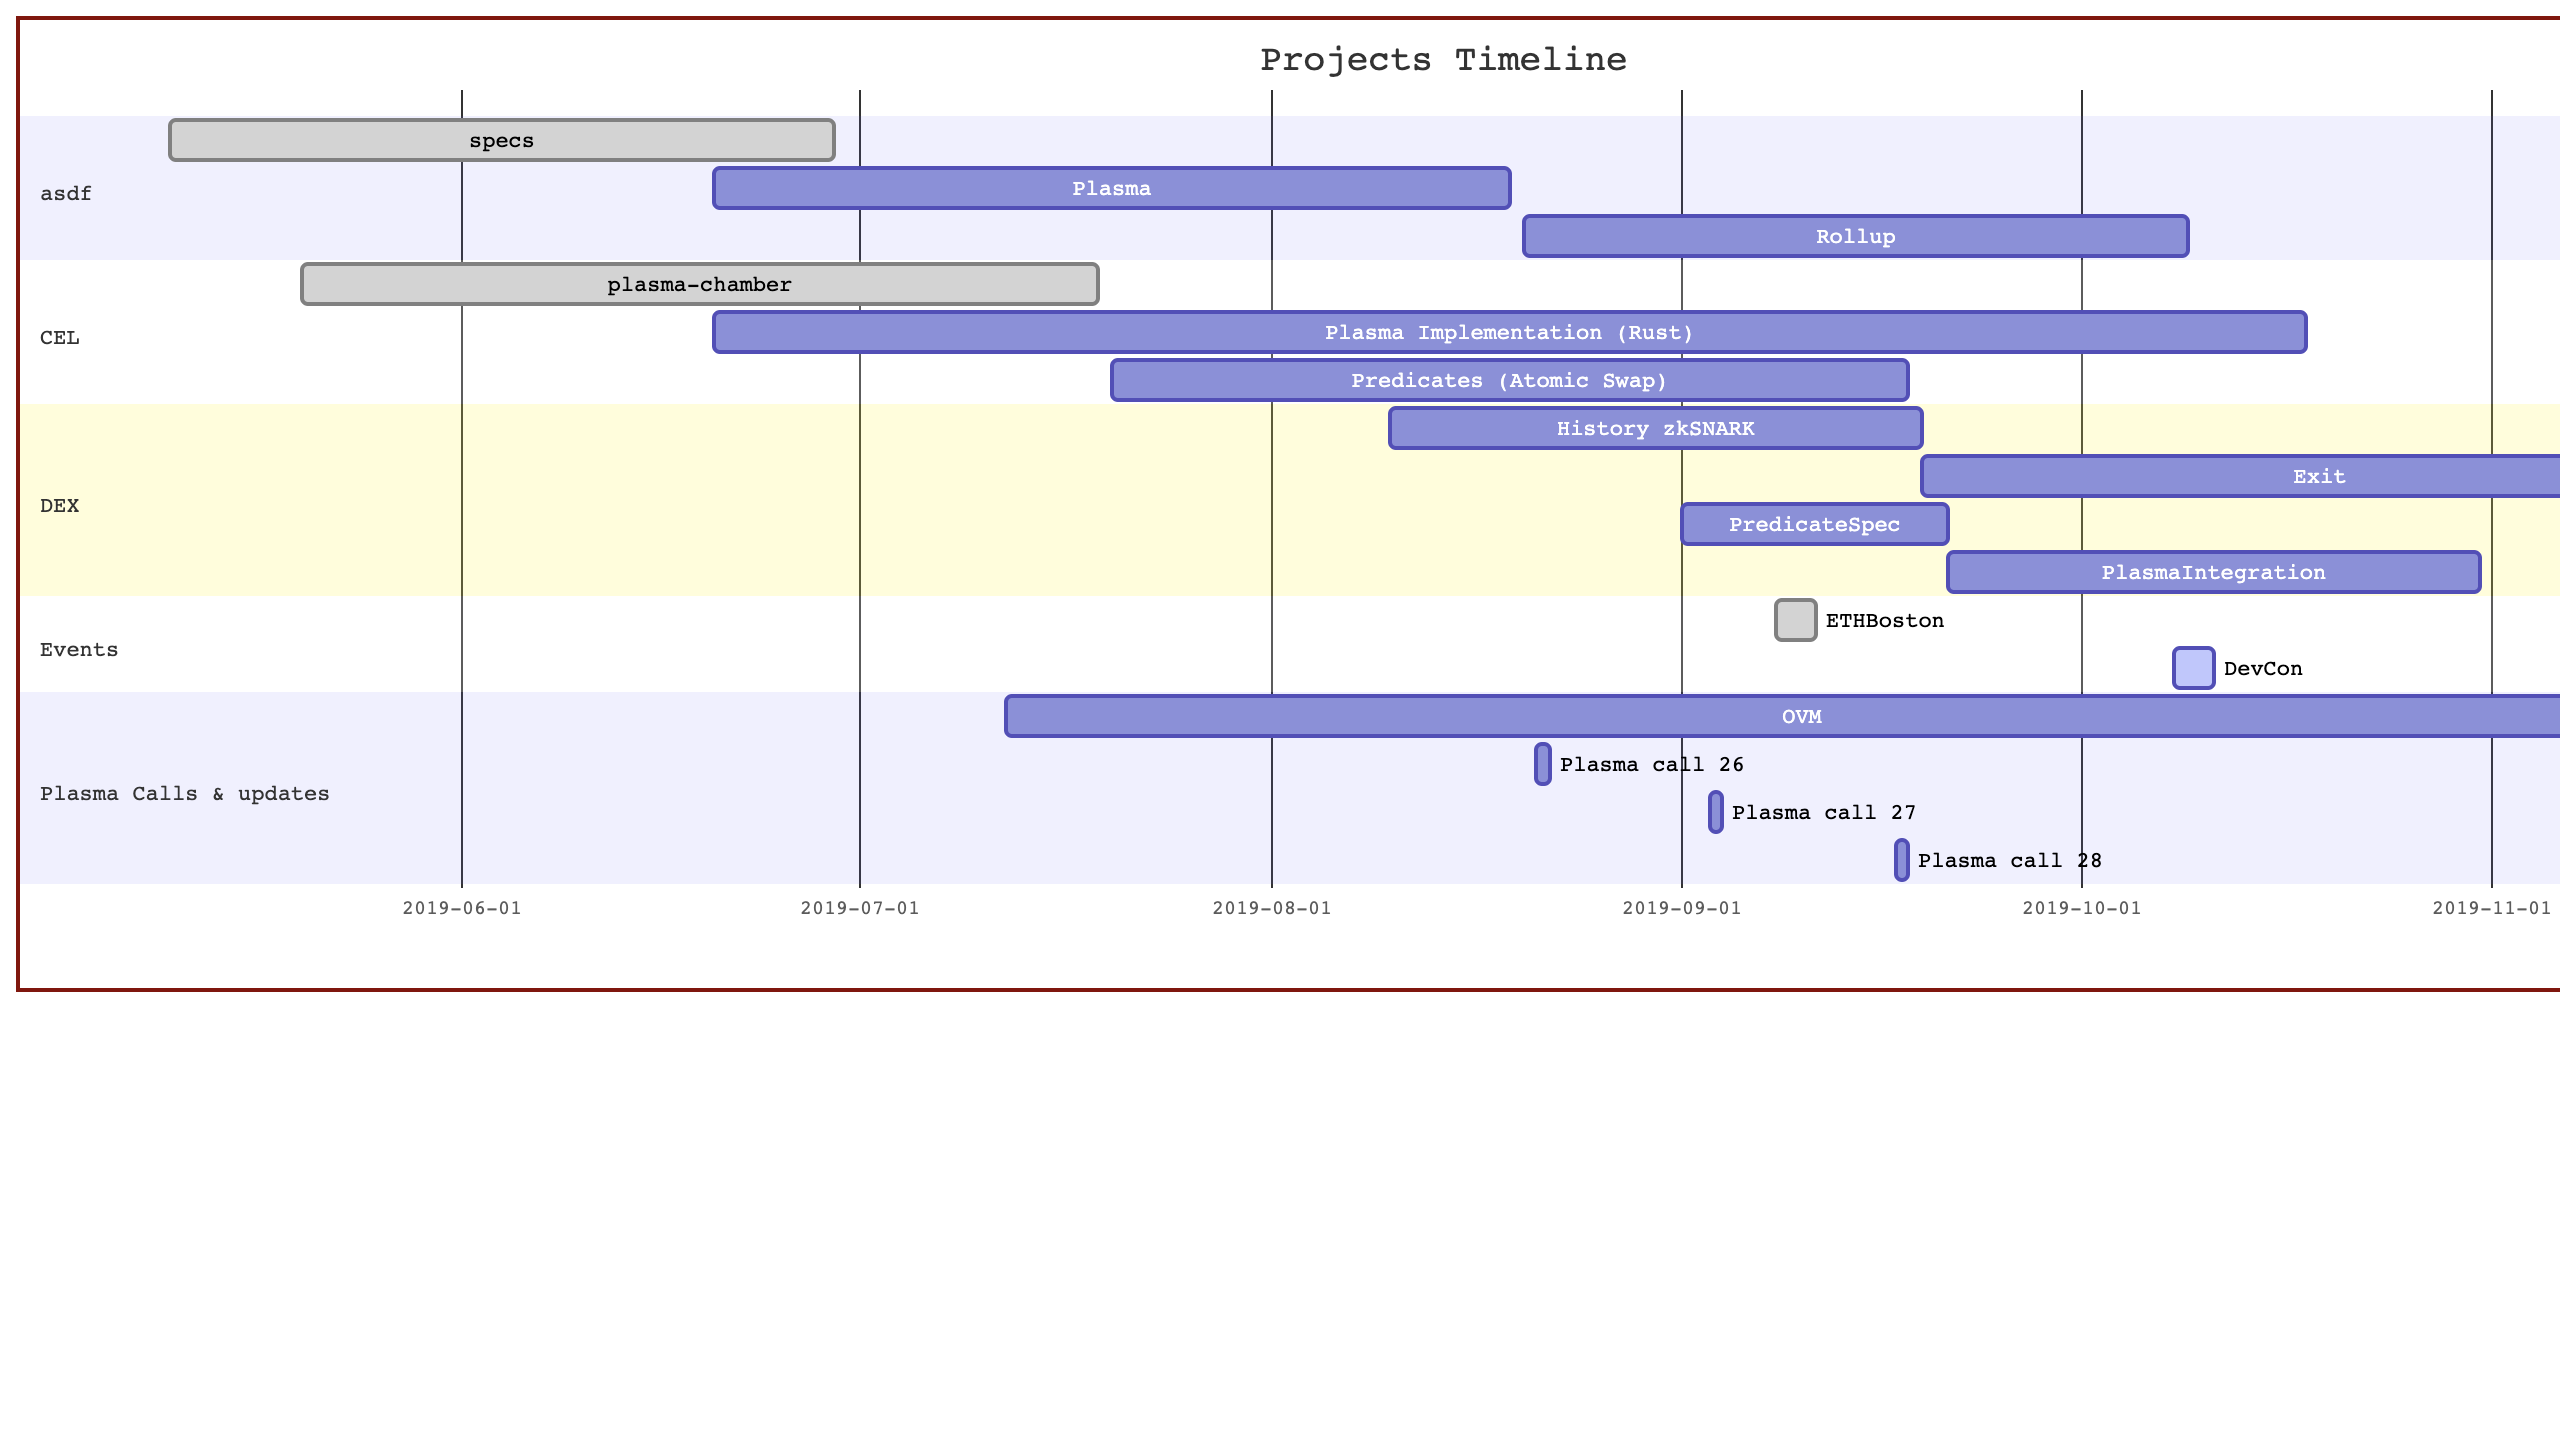 Projects Timeline
specs
asdf
Plasma
Rollup
plasma-chamber
CEL
Plasma Implementation (Rust)
Predicates (Atomic Swap)
History zkSNARK
Exit
DEX
PredicateSpec
PlasmaIntegration
ETHBoston
Events
DevCon
OVM
Plasma call 26
Plasma Calls & updates
Plasma call 27
Plasma call 28
2019-06-01
2019-07-01
2019-08-01
2019-09-01
2019-10-01
2019-11-01